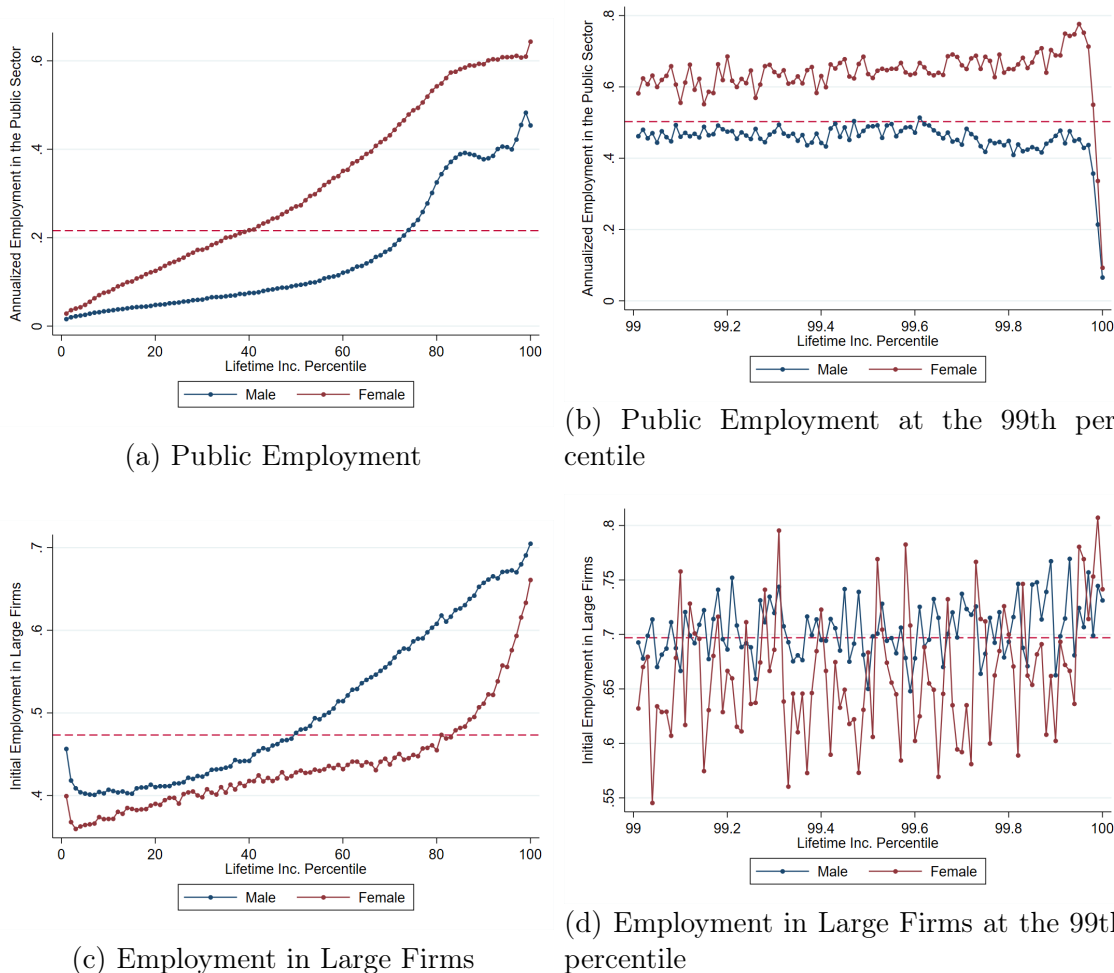 Annualized Employment in the Public Sector
.6
.4
.2
0
0 20 40 60 80 100
Lifetime Inc. Percentile
Male Female
(a) Public Employment
Annualized Employment in the Public Sector
.8
.6
.4
.2
0
99 99.2 99.4 99.6 99.8 100
Lifetime Inc. Percentile
Male Female
(b) Public Employment at the 99th per
centile
Initial Employment in Large Firms
.7
.6
.5
.4
0 20 40 60 80 100
Lifetime Inc. Percentile
Male Female
(c) Employment in Large Firms
Initial Employment in Large Firms
.8
.75
.7
.65
.6
.55
99 99.2 99.4 99.6 99.8 100
Lifetime Inc. Percentile
Male Female
(d) Employment in Large Firms at the 99th
percentile